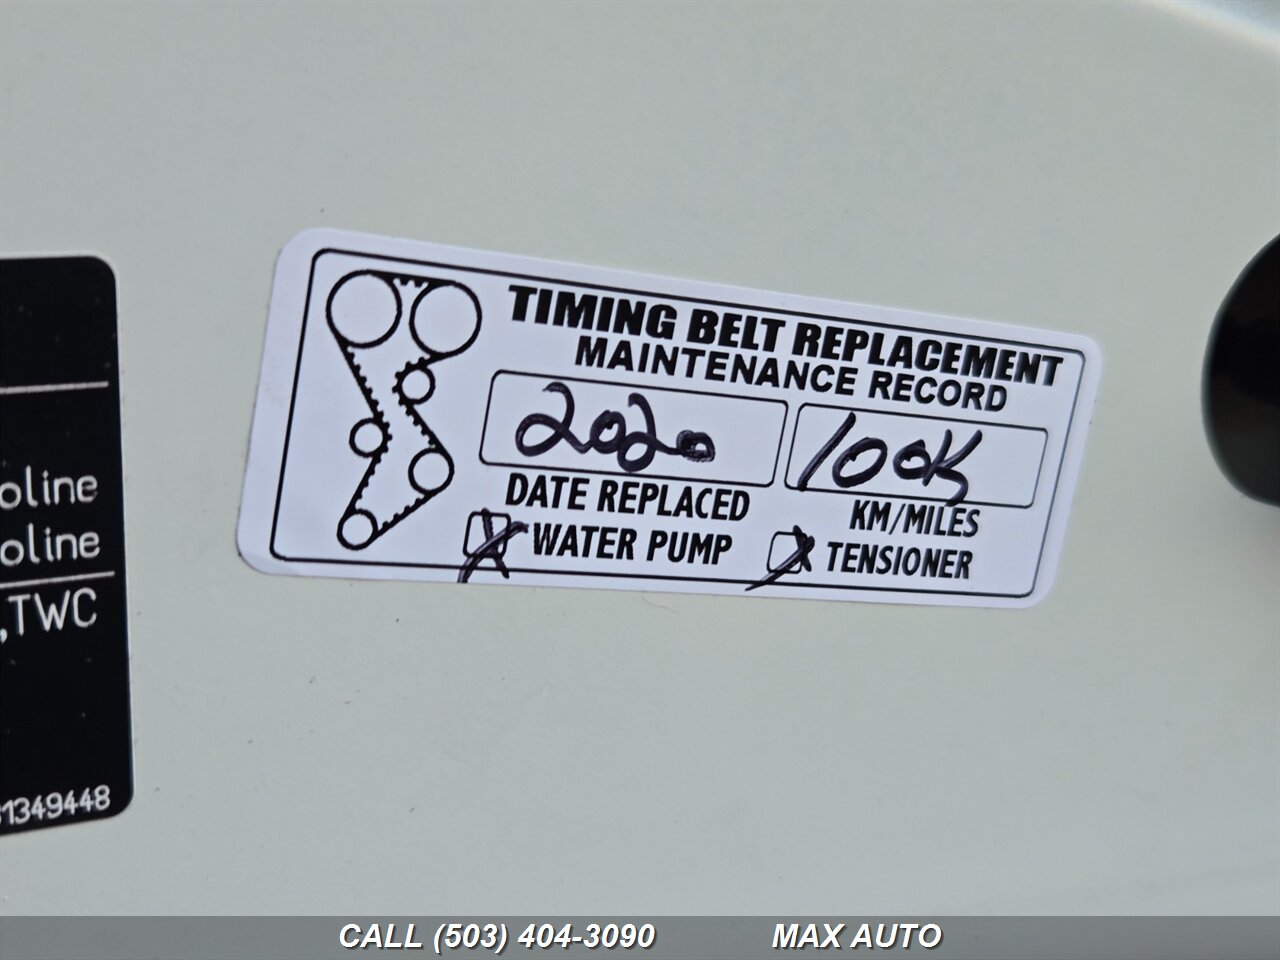 TIMING BELT REPLACEMENT
MAINTENANCE RECORD
2020 100K
DATE REPLACED KM/MILES
WATER PUMP TENSIONER
oline
oline
,TWC
31349448
CALL (503) 404-3090 MAX AUTO